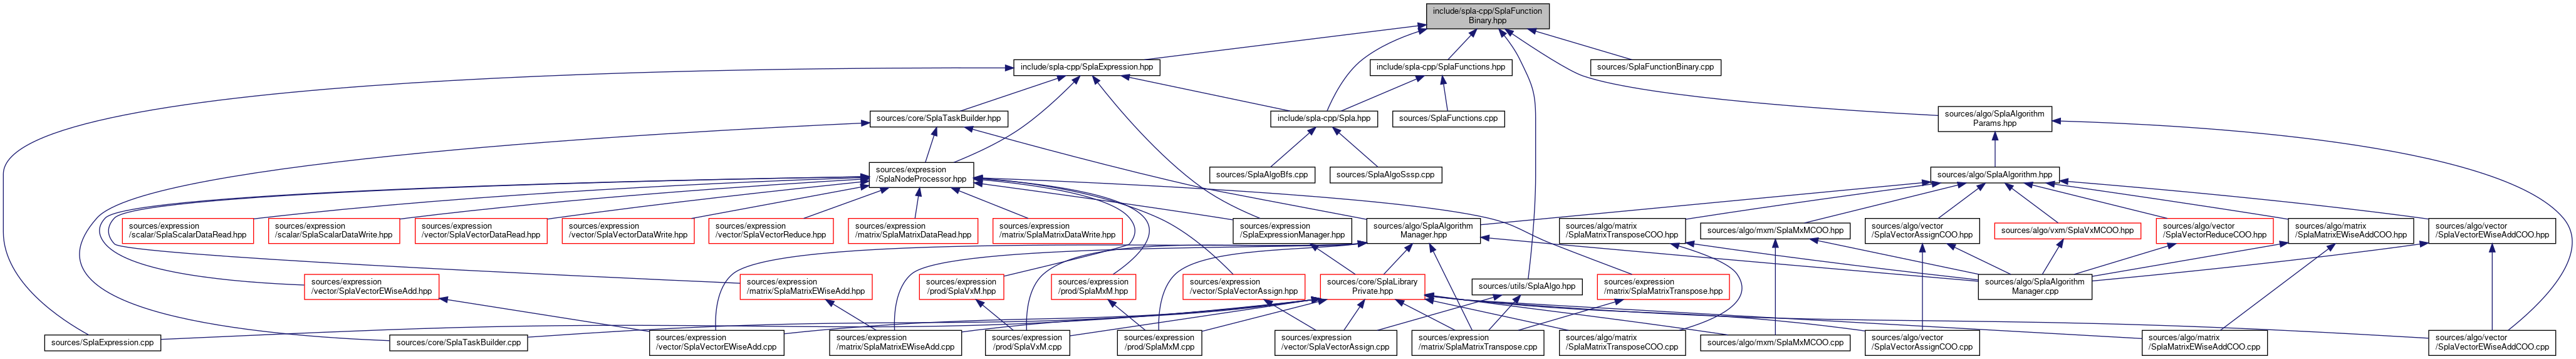 include/spla-cpp/SplaFunction
Binary.hpp
include/spla-cpp/SplaExpression.hpp
include/spla-cpp/SplaFunctions.hpp
sources/SplaFunctionBinary.cpp
sources/core/SplaTaskBuilder.hpp
include/spla-cpp/Spla.hpp
sources/SplaFunctions.cpp
sources/algo/SplaAlgorithm
Params.hpp
sources/expression
/SplaNodeProcessor.hpp
sources/SplaAlgoBfs.cpp
sources/SplaAlgoSssp.cpp
sources/algo/SplaAlgorithm.hpp
sources/expression
/scalar/SplaScalarDataRead.hpp
sources/expression
/scalar/SplaScalarDataWrite.hpp
sources/expression
/vector/SplaVectorDataRead.hpp
sources/expression
/vector/SplaVectorDataWrite.hpp
sources/expression
/vector/SplaVectorReduce.hpp
sources/expression
/matrix/SplaMatrixDataRead.hpp
sources/expression
/matrix/SplaMatrixDataWrite.hpp
sources/expression
/SplaExpressionManager.hpp
sources/algo/SplaAlgorithm
Manager.hpp
sources/algo/matrix
/SplaMatrixTransposeCOO.hpp
sources/algo/mxm/SplaMxMCOO.hpp
sources/algo/vector
/SplaVectorAssignCOO.hpp
sources/algo/vxm/SplaVxMCOO.hpp
sources/algo/vector
/SplaVectorReduceCOO.hpp
sources/algo/matrix
/SplaMatrixEWiseAddCOO.hpp
sources/algo/vector
/SplaVectorEWiseAddCOO.hpp
sources/expression
/vector/SplaVectorEWiseAdd.hpp
sources/expression
/matrix/SplaMatrixEWiseAdd.hpp
sources/expression
/prod/SplaVxM.hpp
sources/expression
/prod/SplaMxM.hpp
sources/expression
/vector/SplaVectorAssign.hpp
sources/core/SplaLibrary
Private.hpp
sources/utils/SplaAlgo.hpp
sources/expression
/matrix/SplaMatrixTranspose.hpp
sources/algo/SplaAlgorithm
Manager.cpp
sources/SplaExpression.cpp
sources/core/SplaTaskBuilder.cpp
sources/expression
/vector/SplaVectorEWiseAdd.cpp
sources/expression
/matrix/SplaMatrixEWiseAdd.cpp
sources/expression
/prod/SplaVxM.cpp
sources/expression
/prod/SplaMxM.cpp
sources/expression
/vector/SplaVectorAssign.cpp
sources/expression
/matrix/SplaMatrixTranspose.cpp
sources/algo/matrix
/SplaMatrixTransposeCOO.cpp
sources/algo/mxm/SplaMxMCOO.cpp
sources/algo/vector
/SplaVectorAssignCOO.cpp
sources/algo/matrix
/SplaMatrixEWiseAddCOO.cpp
sources/algo/vector
/SplaVectorEWiseAddCOO.cpp